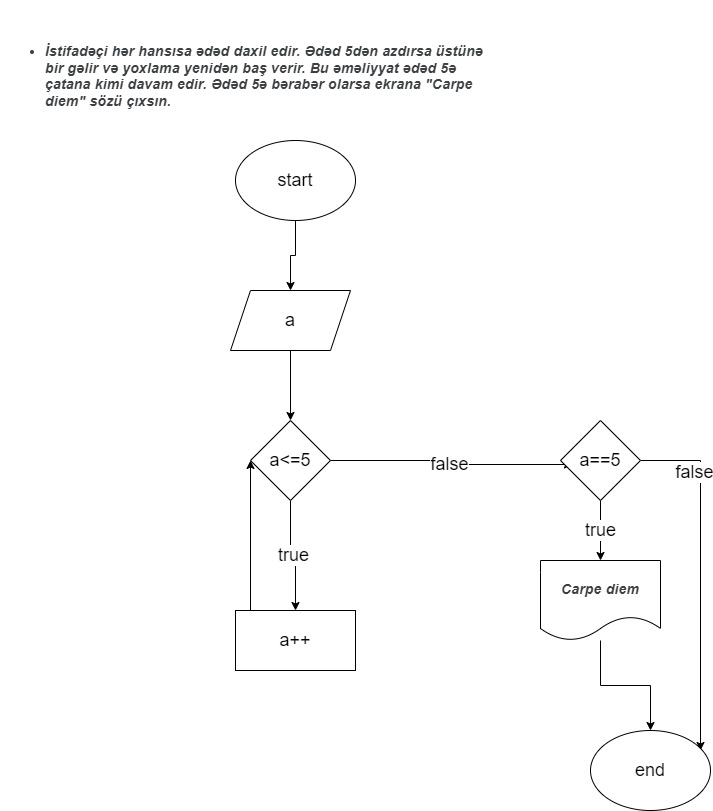 İstifadəçi hər hansısa ədəd daxil edir. Ədəd 5dən azdırsa üstünə
bir gəlir və yoxlama yenidən baş verir. Bu əməliyyat ədəd 5ə
çatana kimi davam edir. Ədəd 5ə bərabər olarsa ekrana "Carpe
diem" sözü çıxsın.
start
a
a<=5
false
a==5
false
true
true
Carpe diem
a++
end